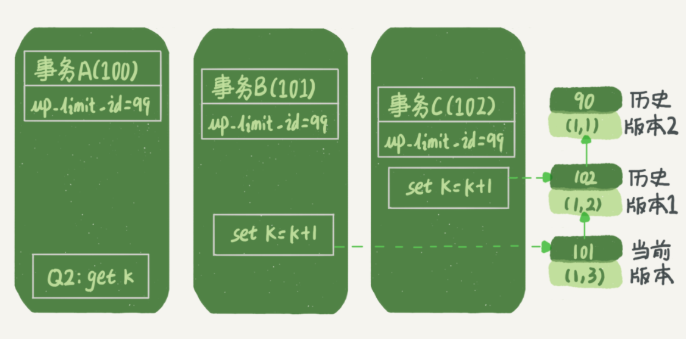 事务A(100)
up-limit-id=99
Q2: get k
事务B(101)
up-limit-id=99
set k=k+1
事务C(102)
up-limit-id=99
set k=k+1
90
(1,1)
历史
版本2
102
(1,2)
历史
版本1
101
(1,3)
当前
版本